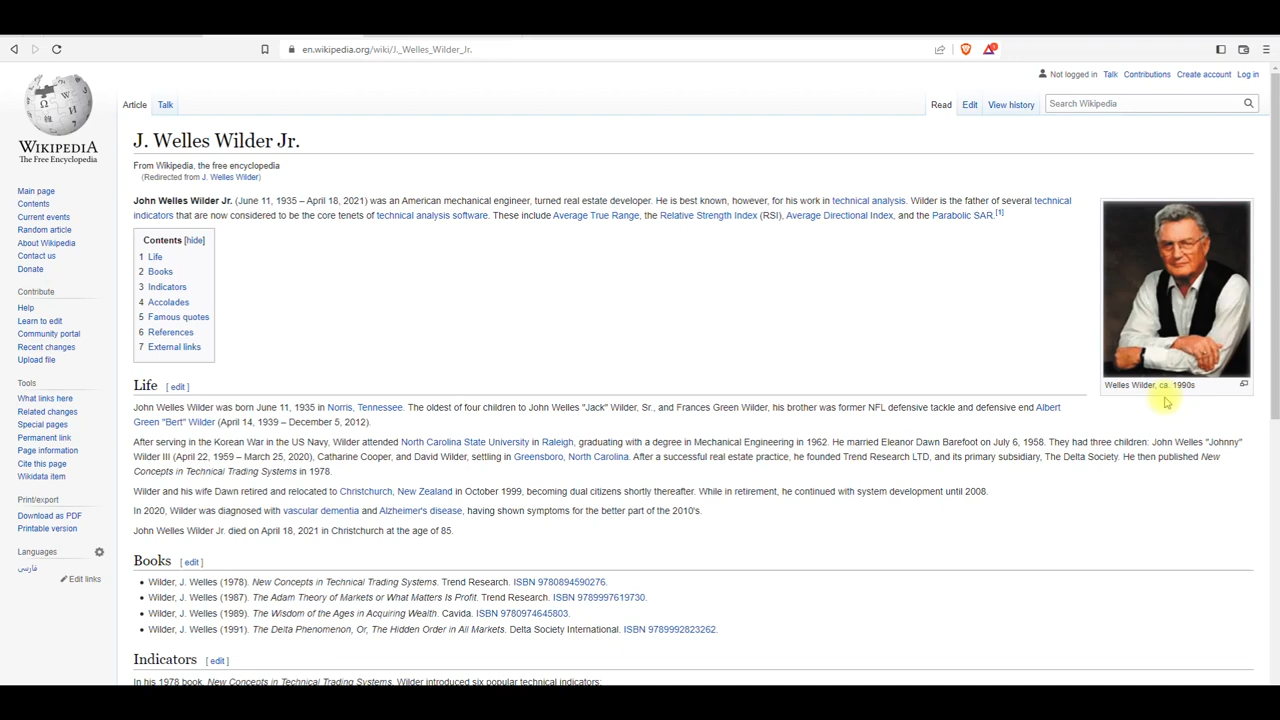 en.wikipedia.org/wiki/J._Welles_Wilder_Jr.
Not logged in Talk Contributions Create account Log in
Article Talk Read Edit View history Search Wikipedia
WIKIPEDIA
The Free Encyclopedia
Main page
Contents
Current events
Random article
About Wikipedia
Contact us
Donate
Contribute
Help
Learn to edit
Community portal
Recent changes
Upload file
Tools
What links here
Related changes
Special pages
Permanent link
Page information
Cite this page
Wikidata item
Print/export
Download as PDF
Printable version
Languages
فارسی
Edit links
J. Welles Wilder Jr.
From Wikipedia, the free encyclopedia
(Redirected from J. Welles Wilder)
John Welles Wilder Jr. (June 11, 1935 – April 18, 2021) was an American mechanical engineer, turned real estate developer. He is best known, however, for his work in technical analysis. Wilder is the father of several technical
indicators that are now considered to be the core tenets of technical analysis software. These include Average True Range, the Relative Strength Index (RSI), Average Directional Index, and the Parabolic SAR.[1]
Contents [hide]
1 Life
2 Books
3 Indicators
4 Accolades
5 Famous quotes
6 References
7 External links
Welles Wilder, ca. 1990s
Life [ edit ]
John Welles Wilder was born June 11, 1935 in Norris, Tennessee. The oldest of four children to John Welles "Jack" Wilder, Sr., and Frances Green Wilder, his brother was former NFL defensive tackle and defensive end Albert
Green "Bert" Wilder (April 14, 1939 – December 5, 2012).
After serving in the Korean War in the US Navy, Wilder attended North Carolina State University in Raleigh, graduating with a degree in Mechanical Engineering in 1962. He married Eleanor Dawn Barefoot on July 6, 1958. They had three children: John Welles "Johnny"
Wilder III (April 22, 1959 – March 25, 2020), Catharine Cooper, and David Wilder, settling in Greensboro, North Carolina. After a successful real estate practice, he founded Trend Research LTD, and its primary subsidiary, The Delta Society. He then published New
Concepts in Technical Trading Systems in 1978.
Wilder and his wife Dawn retired and relocated to Christchurch, New Zealand in October 1999, becoming dual citizens shortly thereafter. While in retirement, he continued with system development until 2008.
In 2020, Wilder was diagnosed with vascular dementia and Alzheimer's disease, having shown symptoms for the better part of the 2010's.
John Welles Wilder Jr. died on April 18, 2021 in Christchurch at the age of 85.
Books [ edit ]
• Wilder, J. Welles (1978). New Concepts in Technical Trading Systems. Trend Research. ISBN 9780894590276.
• Wilder, J. Welles (1987). The Adam Theory of Markets or What Matters Is Profit. Trend Research. ISBN 9789997619730.
• Wilder, J. Welles (1989). The Wisdom of the Ages in Acquiring Wealth. Cavida. ISBN 9780974645803.
• Wilder, J. Welles (1991). The Delta Phenomenon, Or, The Hidden Order in All Markets. Delta Society International. ISBN 9789992823262.
Indicators [ edit ]
In his 1978 book, New Concepts in Technical Trading Systems, Wilder introduced six popular technical indicators: